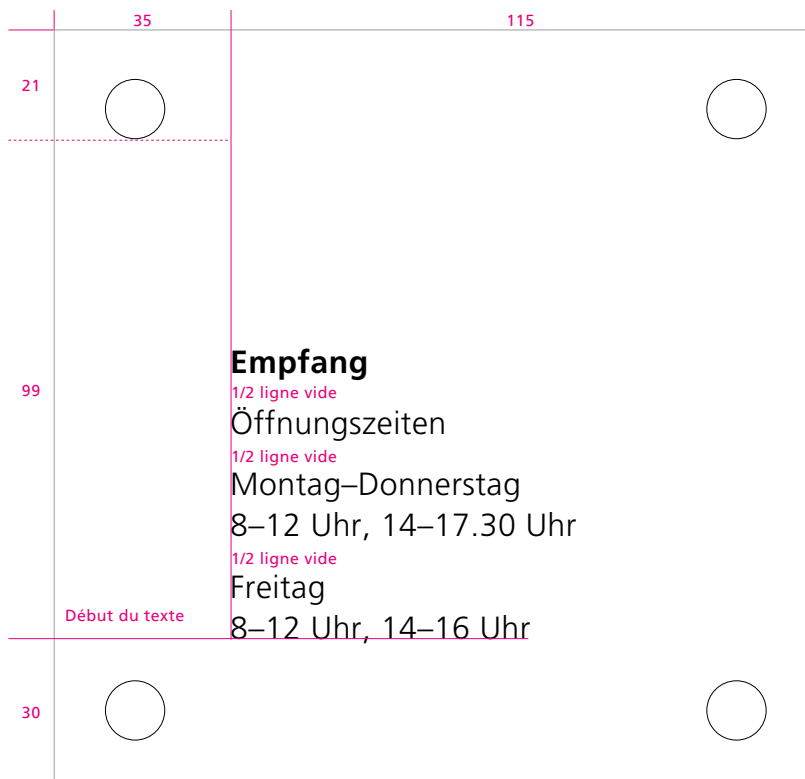 35
115
21
99
Empfang
1/2 ligne vide
Öffnungszeiten
1/2 ligne vide
Montag–Donnerstag
8–12 Uhr, 14–17.30 Uhr
1/2 ligne vide
Freitag
Début du texte
8–12 Uhr, 14–16 Uhr
30